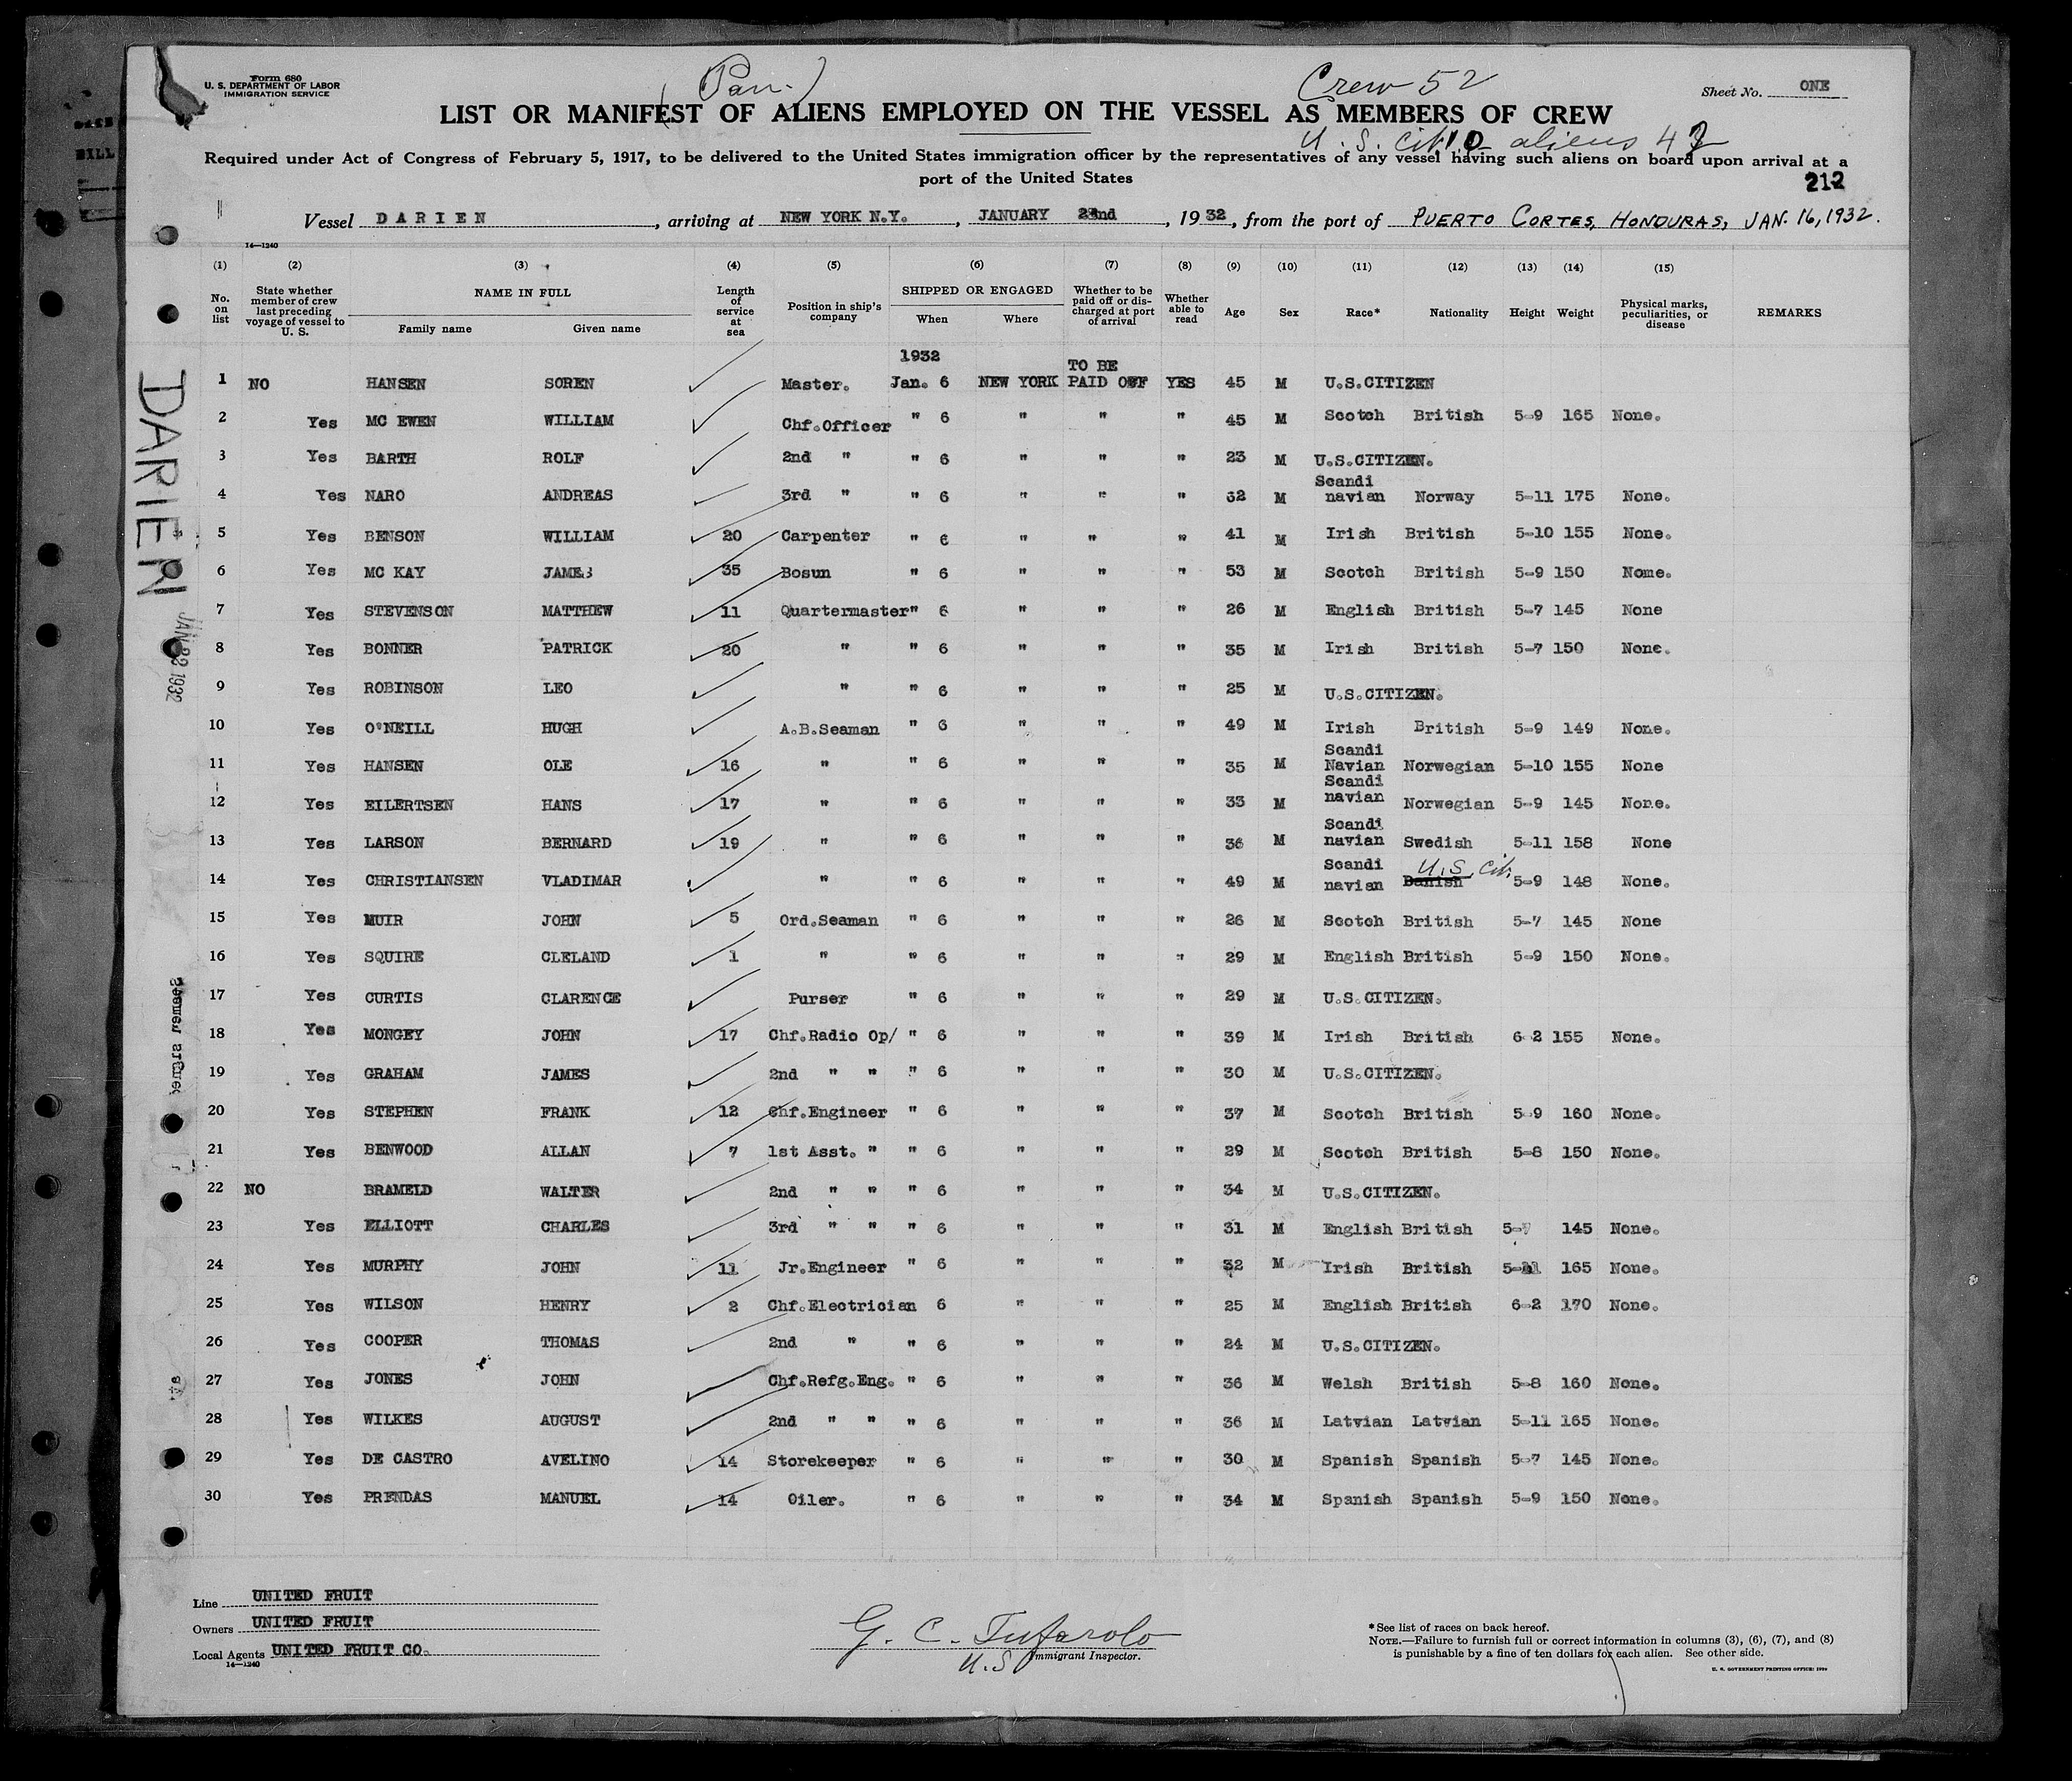 Form 680
U. S. DEPARTMENT OF LABOR
IMMIGRATION SERVICE
(Pan.)
Crew 52
Sheet No. ONE
LIST OR MANIFEST OF ALIENS EMPLOYED ON THE VESSEL AS MEMBERS OF CREW
U.S. cit 10 aliens 42
Required under Act of Congress of February 5, 1917, to be delivered to the United States immigration officer by the representatives of any vessel having such aliens on board upon arrival at a
port of the United States
212
Vessel DARIEN, arriving at NEW YORK N.Y., JANUARY 22nd, 1932, from the port of PUERTO CORTES, HONDURAS, JAN. 16, 1932.
14—1240
(1) (2) (3) (4) (5) (6) (7) (8) (9) (10) (11) (12) (13) (14) (15)
No. on list State whether member of crew last preceding voyage of vessel to U. S. NAME IN FULL Family name Given name Length of service at sea Position in ship's company SHIPPED OR ENGAGED When Where Whether to be paid off or discharged at port of arrival Whether able to read Age Sex Race* Nationality Height Weight Physical marks, peculiarities, or disease REMARKS
1932 TO BE
1 NO HANSEN SOREN Master. Jan. 6 NEW YORK PAID OFF YES 45 M U.S.CITIZEN
2 Yes MC EWEN WILLIAM Chf.Officer " 6 " " " 45 M Scotch British 5-9 165 None.
3 Yes BARTH ROLF 2nd " " 6 " " " 23 M U.S.CITIZEN.
4 Yes NARO ANDREAS 3rd " " 6 " " " 32 M Scandinavian Norway 5-11 175 None.
5 Yes BENSON WILLIAM 20 Carpenter " 6 " " " 41 M Irish British 5-10 155 None.
6 Yes MC KAY JAMES 35 Bosun " 6 " " " 53 M Scotch British 5-9 150 None.
7 Yes STEVENSON MATTHEW 11 Quartermaster " 6 " " " 26 M English British 5-7 145 None
8 Yes BONNER PATRICK 20 " " 6 " " " 35 M Irish British 5-7 150 None.
9 Yes ROBINSON LEO " " 6 " " " 25 M U.S.CITIZEN.
10 Yes O'NEILL HUGH A.B.Seaman " 6 " " " 49 M Irish British 5-9 149 None.
11 Yes HANSEN OLE 16 " " 6 " " " 35 M Scandi Navian Norwegian 5-10 155 None
12 Yes EILERTSEN HANS 17 " " 6 " " " 33 M Scandi navian Norwegian 5-9 145 None.
13 Yes LARSON BERNARD 19 " " 6 " " " 36 M Scandi navian Swedish 5-11 158 None
14 Yes CHRISTIANSEN VLADIMAR " " 6 " " " 49 M Scandi navian Danish U.S. cit. 5-9 148 None.
15 Yes MUIR JOHN 5 Ord.Seaman " 6 " " " 26 M Scotch British 5-7 145 None
16 Yes SQUIRE CLELAND 1 " " 6 " " " 29 M English British 5-9 150 None.
17 Yes CURTIS CLARENCE Purser " 6 " " " 29 M U.S.CITIZEN.
18 Yes MONGEY JOHN 17 Chf.Radio Op/ " 6 " " " 39 M Irish British 6 2 155 None.
19 Yes GRAHAM JAMES 2nd " " " 6 " " " 30 M U.S.CITIZEN.
20 Yes STEPHEN FRANK 12 Chf.Engineer " 6 " " " 37 M Scotch British 5-9 160 None.
21 Yes BENWOOD ALLAN 7 1st Asst. " " 6 " " " 29 M Scotch British 5-8 150 None.
22 NO BRAMELD WALTER 2nd " " " 6 " " " 34 M U.S.CITIZEN.
23 Yes ELLIOTT CHARLES 3rd " " " 6 " " " 31 M English British 5-7 145 None.
24 Yes MURPHY JOHN 11 Jr.Engineer " 6 " " " 32 M Irish British 5-11 165 None.
25 Yes WILSON HENRY 2 Chf.Electrician 6 " " " 25 M English British 6-2 170 None.
26 Yes COOPER THOMAS 2nd " " 6 " " " 24 M U.S.CITIZEN.
27 Yes JONES JOHN Chf.Refg.Eng. " 6 " " " 36 M Welsh British 5-8 160 None.
28 Yes WILKES AUGUST 2nd " " " 6 " " " 36 M Latvian Latvian 5-11 165 None.
29 Yes DE CASTRO AVELINO 14 Storekeeper " 6 " " " 30 M Spanish Spanish 5-7 145 None.
30 Yes PRENDAS MANUEL 14 Oiler. " 6 " " " 34 M Spanish Spanish 5-9 150 None.
DARIEN
JAN 22 1932
Line UNITED FRUIT
Owners UNITED FRUIT
Local Agents UNITED FRUIT CO.
14—1240
G. C. Tufarolo
U.S Immigrant Inspector.
*See list of races on back hereof.
NOTE.—Failure to furnish full or correct information in columns (3), (6), (7), and (8)
is punishable by a fine of ten dollars for each alien. See other side.
U. S. GOVERNMENT PRINTING OFFICE: